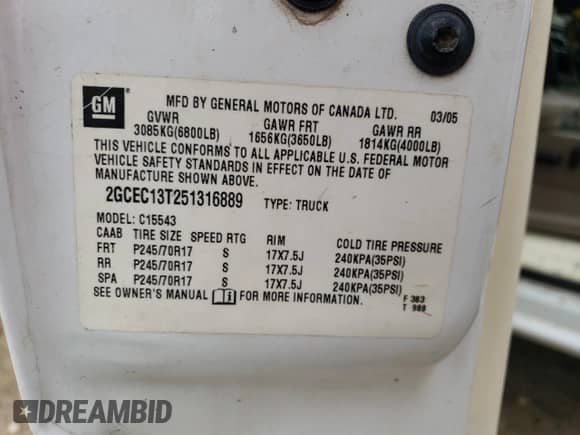 GM
MFD BY GENERAL MOTORS OF CANADA LTD. 03/05
GVWR GAWR FRT GAWR RR
3085KG(6800LB) 1656KG(3650LB) 1814KG(4000LB)
THIS VEHICLE CONFORMS TO ALL APPLICABLE U.S. FEDERAL MOTOR
VEHICLE SAFETY STANDARDS IN EFFECT ON THE DATE OF
MANUFACTURE SHOWN ABOVE.
2GCEC13T251316889 TYPE: TRUCK
MODEL: C15543
CAAB TIRE SIZE SPEED RTG RIM COLD TIRE PRESSURE
FRT P245/70R17 S 17X7.5J 240KPA(35PSI)
RR P245/70R17 S 17X7.5J 240KPA(35PSI)
SPA P245/70R17 S 17X7.5J 240KPA(35PSI)
SEE OWNER'S MANUAL FOR MORE INFORMATION.
F 383
T 988
DREAMBID